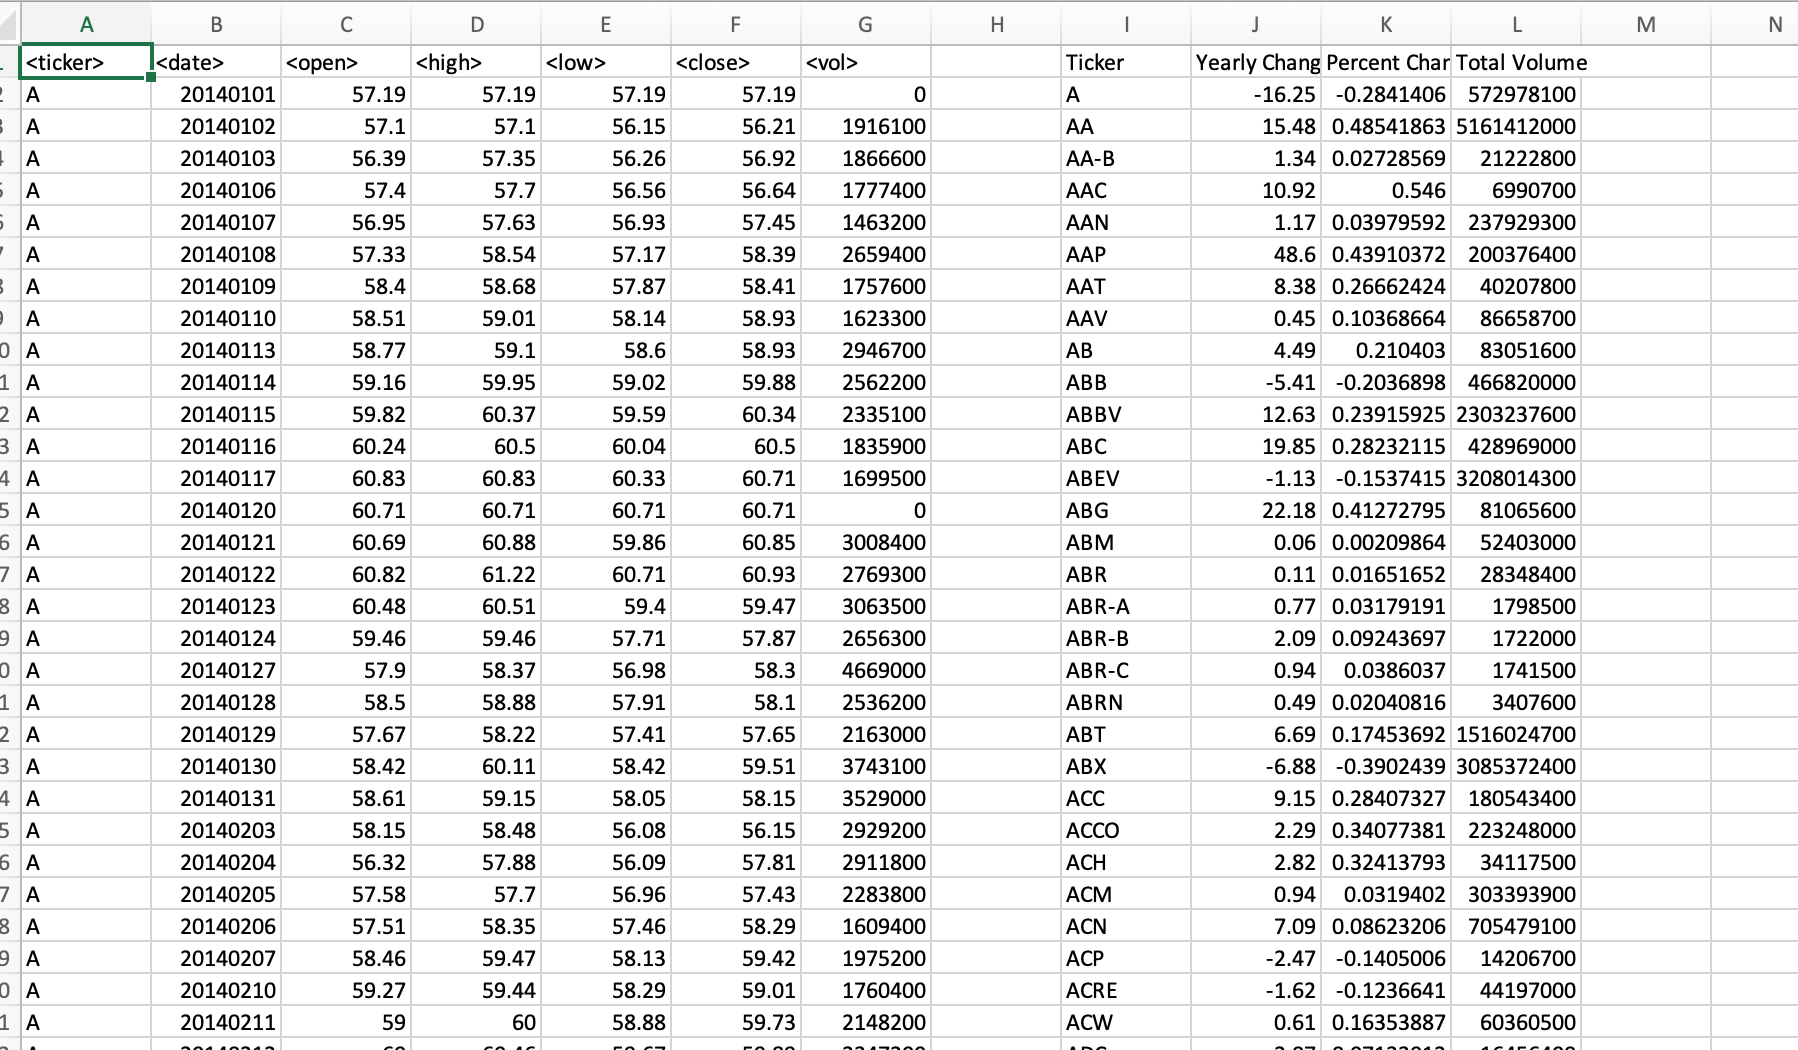 A B C D E F G H I J K L M N
<ticker> <date> <open> <high> <low> <close> <vol> Ticker Yearly Chang Percent Char Total Volume
2 A 20140101 57.19 57.19 57.19 57.19 0 A -16.25 -0.2841406 572978100
3 A 20140102 57.1 57.1 56.15 56.21 1916100 AA 15.48 0.48541863 5161412000
4 A 20140103 56.39 57.35 56.26 56.92 1866600 AA-B 1.34 0.02728569 21222800
5 A 20140106 57.4 57.7 56.56 56.64 1777400 AAC 10.92 0.546 6990700
6 A 20140107 56.95 57.63 56.93 57.45 1463200 AAN 1.17 0.03979592 237929300
7 A 20140108 57.33 58.54 57.17 58.39 2659400 AAP 48.6 0.43910372 200376400
8 A 20140109 58.4 58.68 57.87 58.41 1757600 AAT 8.38 0.26662424 40207800
9 A 20140110 58.51 59.01 58.14 58.93 1623300 AAV 0.45 0.10368664 86658700
0 A 20140113 58.77 59.1 58.6 58.93 2946700 AB 4.49 0.210403 83051600
1 A 20140114 59.16 59.95 59.02 59.88 2562200 ABB -5.41 -0.2036898 466820000
2 A 20140115 59.82 60.37 59.59 60.34 2335100 ABBV 12.63 0.23915925 2303237600
3 A 20140116 60.24 60.5 60.04 60.5 1835900 ABC 19.85 0.28232115 428969000
4 A 20140117 60.83 60.83 60.33 60.71 1699500 ABEV -1.13 -0.1537415 3208014300
5 A 20140120 60.71 60.71 60.71 60.71 0 ABG 22.18 0.41272795 81065600
6 A 20140121 60.69 60.88 59.86 60.85 3008400 ABM 0.06 0.00209864 52403000
7 A 20140122 60.82 61.22 60.71 60.93 2769300 ABR 0.11 0.01651652 28348400
8 A 20140123 60.48 60.51 59.4 59.47 3063500 ABR-A 0.77 0.03179191 1798500
9 A 20140124 59.46 59.46 57.71 57.87 2656300 ABR-B 2.09 0.09243697 1722000
0 A 20140127 57.9 58.37 56.98 58.3 4669000 ABR-C 0.94 0.0386037 1741500
1 A 20140128 58.5 58.88 57.91 58.1 2536200 ABRN 0.49 0.02040816 3407600
2 A 20140129 57.67 58.22 57.41 57.65 2163000 ABT 6.69 0.17453692 1516024700
3 A 20140130 58.42 60.11 58.42 59.51 3743100 ABX -6.88 -0.3902439 3085372400
4 A 20140131 58.61 59.15 58.05 58.15 3529000 ACC 9.15 0.28407327 180543400
5 A 20140203 58.15 58.48 56.08 56.15 2929200 ACCO 2.29 0.34077381 223248000
6 A 20140204 56.32 57.88 56.09 57.81 2911800 ACH 2.82 0.32413793 34117500
7 A 20140205 57.58 57.7 56.96 57.43 2283800 ACM 0.94 0.0319402 303393900
8 A 20140206 57.51 58.35 57.46 58.29 1609400 ACN 7.09 0.08623206 705479100
9 A 20140207 58.46 59.47 58.13 59.42 1975200 ACP -2.47 -0.1405006 14206700
0 A 20140210 59.27 59.44 58.29 59.01 1760400 ACRE -1.62 -0.1236641 44197000
1 A 20140211 59 60 58.88 59.73 2148200 ACW 0.61 0.16353887 60360500